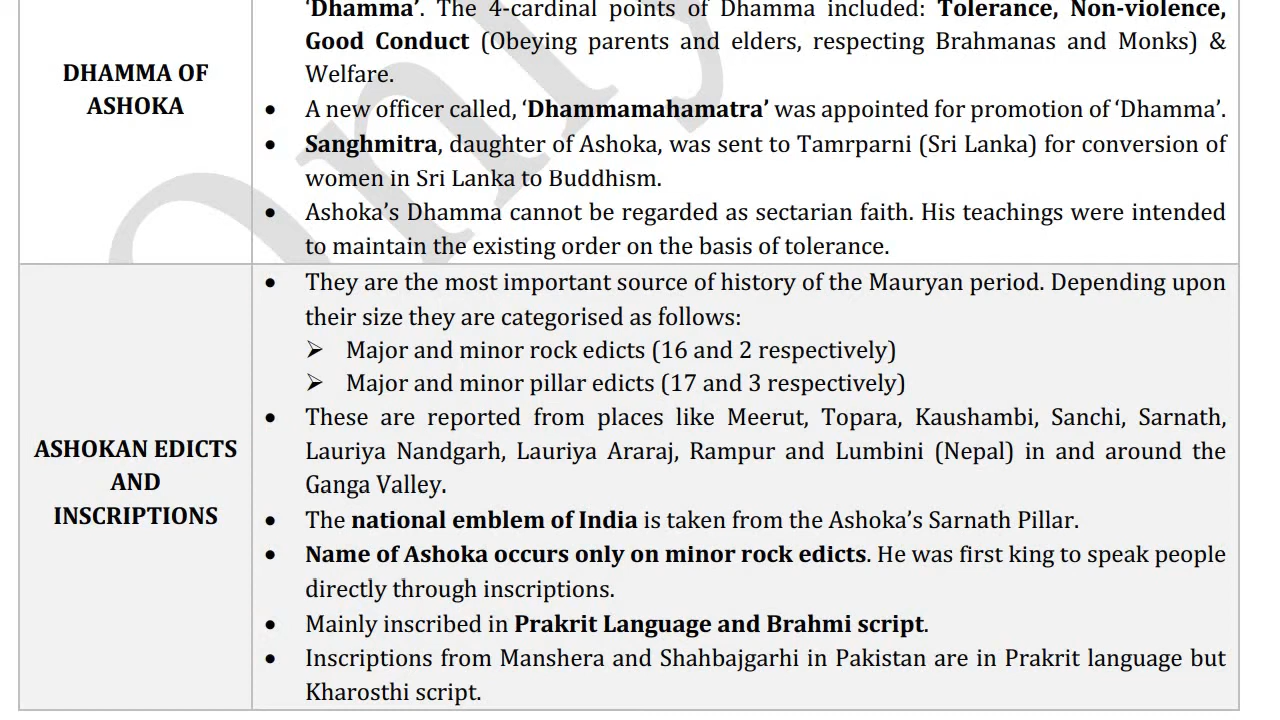 'Dhamma'. The 4-cardinal points of Dhamma included: Tolerance, Non-violence,
Good Conduct (Obeying parents and elders, respecting Brahmanas and Monks) &
Welfare.
DHAMMA OF
ASHOKA
• A new officer called, 'Dhammamahamatra' was appointed for promotion of 'Dhamma'.
• Sanghmitra, daughter of Ashoka, was sent to Tamrparni (Sri Lanka) for conversion of
women in Sri Lanka to Buddhism.
• Ashoka's Dhamma cannot be regarded as sectarian faith. His teachings were intended
to maintain the existing order on the basis of tolerance.
ASHOKAN EDICTS
AND
INSCRIPTIONS
• They are the most important source of history of the Mauryan period. Depending upon
their size they are categorised as follows:
➢ Major and minor rock edicts (16 and 2 respectively)
➢ Major and minor pillar edicts (17 and 3 respectively)
• These are reported from places like Meerut, Topara, Kaushambi, Sanchi, Sarnath,
Lauriya Nandgarh, Lauriya Araraj, Rampur and Lumbini (Nepal) in and around the
Ganga Valley.
• The national emblem of India is taken from the Ashoka's Sarnath Pillar.
• Name of Ashoka occurs only on minor rock edicts. He was first king to speak people
directly through inscriptions.
• Mainly inscribed in Prakrit Language and Brahmi script.
• Inscriptions from Manshera and Shahbajgarhi in Pakistan are in Prakrit language but
Kharosthi script.